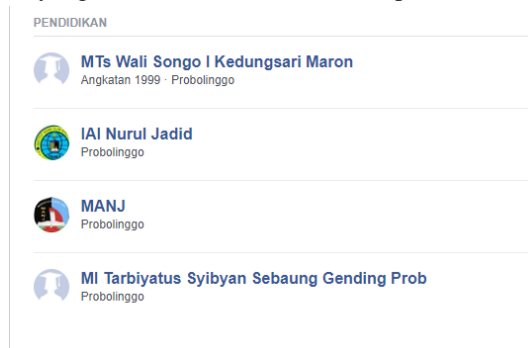 PENDIDIKAN
MTs Wali Songo I Kedungsari Maron
Angkatan 1999 · Probolinggo
IAI Nurul Jadid
Probolinggo
MANJ
Probolinggo
MI Tarbiyatus Syibyan Sebaung Gending Prob
Probolinggo